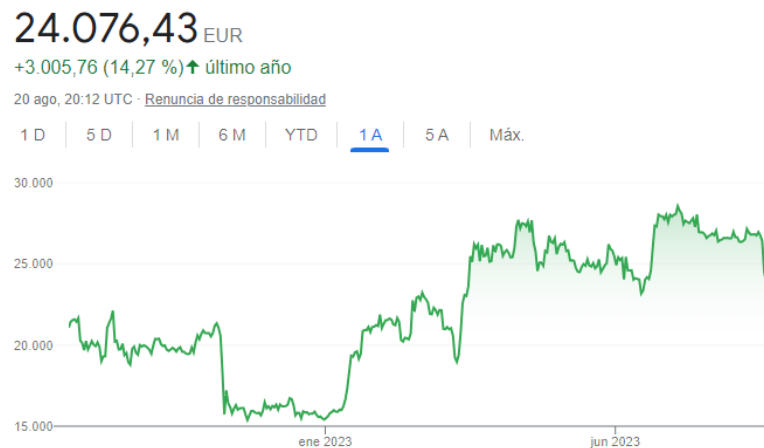 24.076,43 EUR
+3.005,76 (14,27 %)↑ último año
20 ago, 20:12 UTC · Renuncia de responsabilidad
1 D 5 D 1 M 6 M YTD 1 A 5 A Máx.
30.000
25.000
20.000
15.000
ene 2023 jun 2023